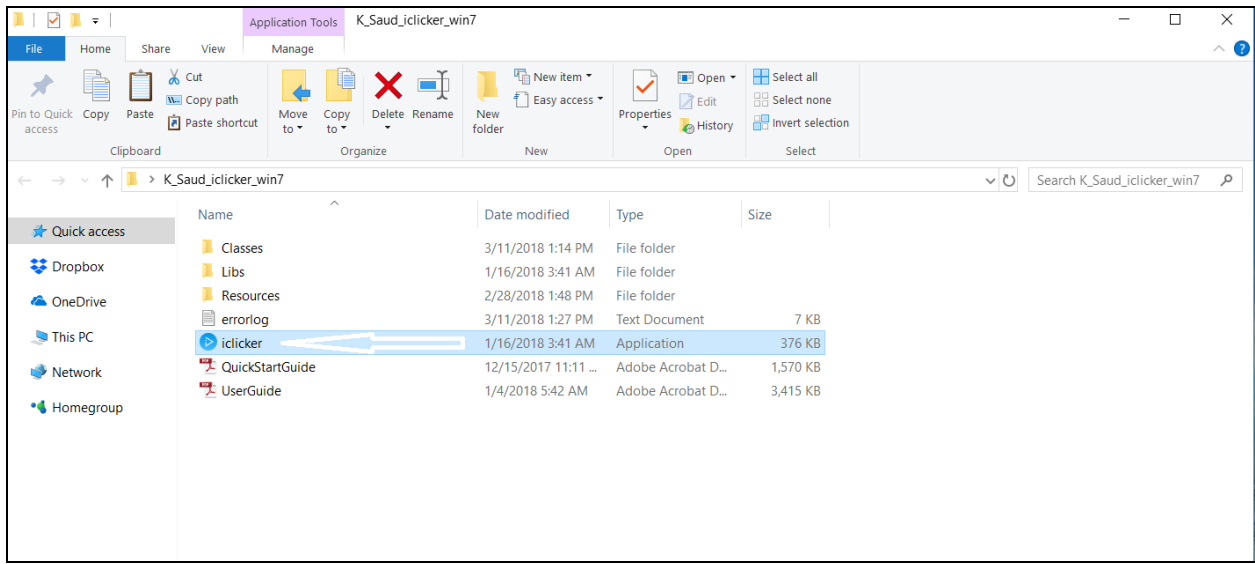 Application Tools K_Saud_iclicker_win7
File Home Share View Manage
Pin to Quick access
Copy
Paste
Cut
Copy path
Paste shortcut
Clipboard
Move to
Copy to
Delete
Rename
Organize
New folder
New item
Easy access
New
Properties
Open
Edit
History
Open
Select all
Select none
Invert selection
Select
K_Saud_iclicker_win7
Search K_Saud_iclicker_win7
Quick access
Dropbox
OneDrive
This PC
Network
Homegroup
Name Date modified Type Size
Classes 3/11/2018 1:14 PM File folder
Libs 1/16/2018 3:41 AM File folder
Resources 2/28/2018 1:48 PM File folder
errorlog 3/11/2018 1:27 PM Text Document 7 KB
iclicker 1/16/2018 3:41 AM Application 376 KB
QuickStartGuide 12/15/2017 11:11 ... Adobe Acrobat D... 1,570 KB
UserGuide 1/4/2018 5:42 AM Adobe Acrobat D... 3,415 KB